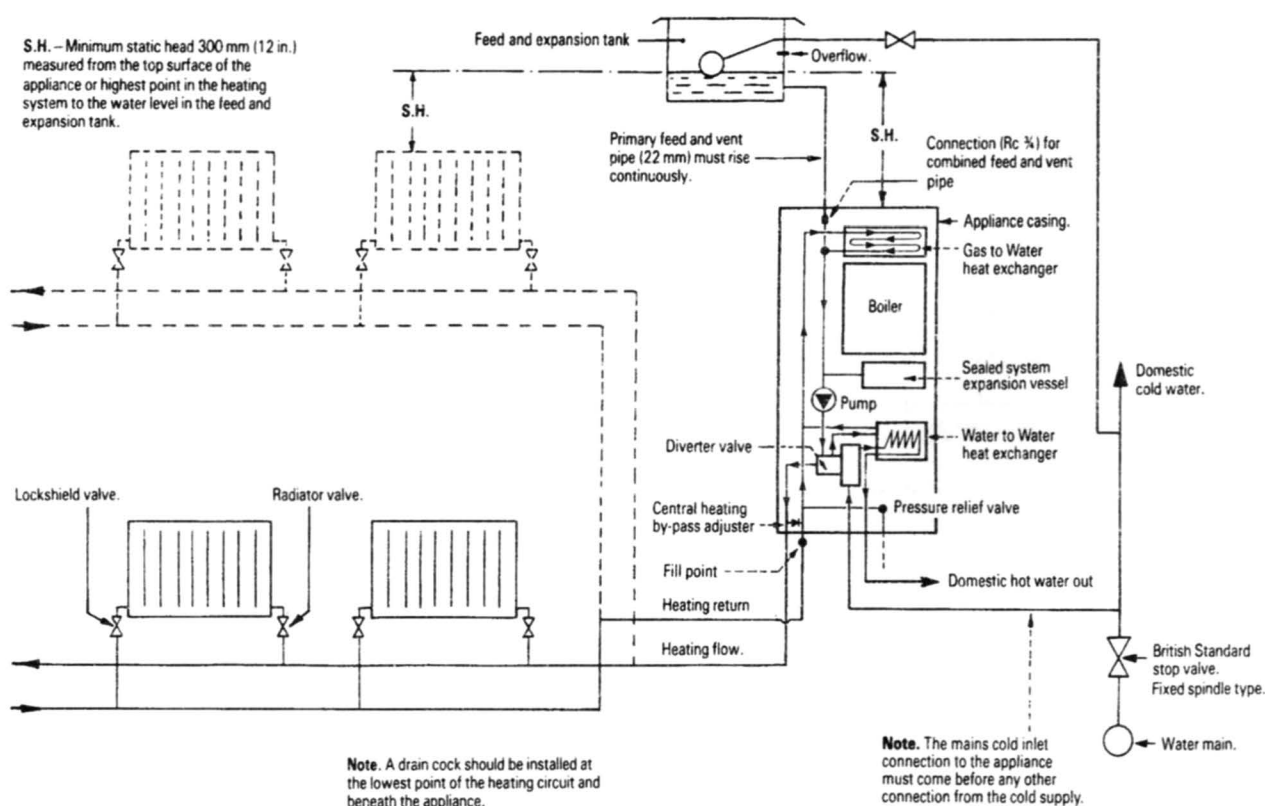 S.H. – Minimum static head 300 mm (12 in.)
measured from the top surface of the
appliance or highest point in the heating
system to the water level in the feed and
expansion tank.
Feed and expansion tank
Overflow.
S.H.
S.H.
Primary feed and vent
pipe (22 mm) must rise
continuously.
Connection (Rc ¾) for
combined feed and vent
pipe
Appliance casing.
Gas to Water
heat exchanger
Boiler
Sealed system
expansion vessel
Domestic
cold water.
Pump
Diverter valve
Water to Water
heat exchanger
Lockshield valve.
Radiator valve.
Central heating
by-pass adjuster
Pressure relief valve
Fill point
Domestic hot water out
Heating return
Heating flow.
British Standard
stop valve.
Fixed spindle type.
Water main.
Note. The mains cold inlet
connection to the appliance
must come before any other
connection from the cold supply.
Note. A drain cock should be installed at
the lowest point of the heating circuit and
beneath the appliance.